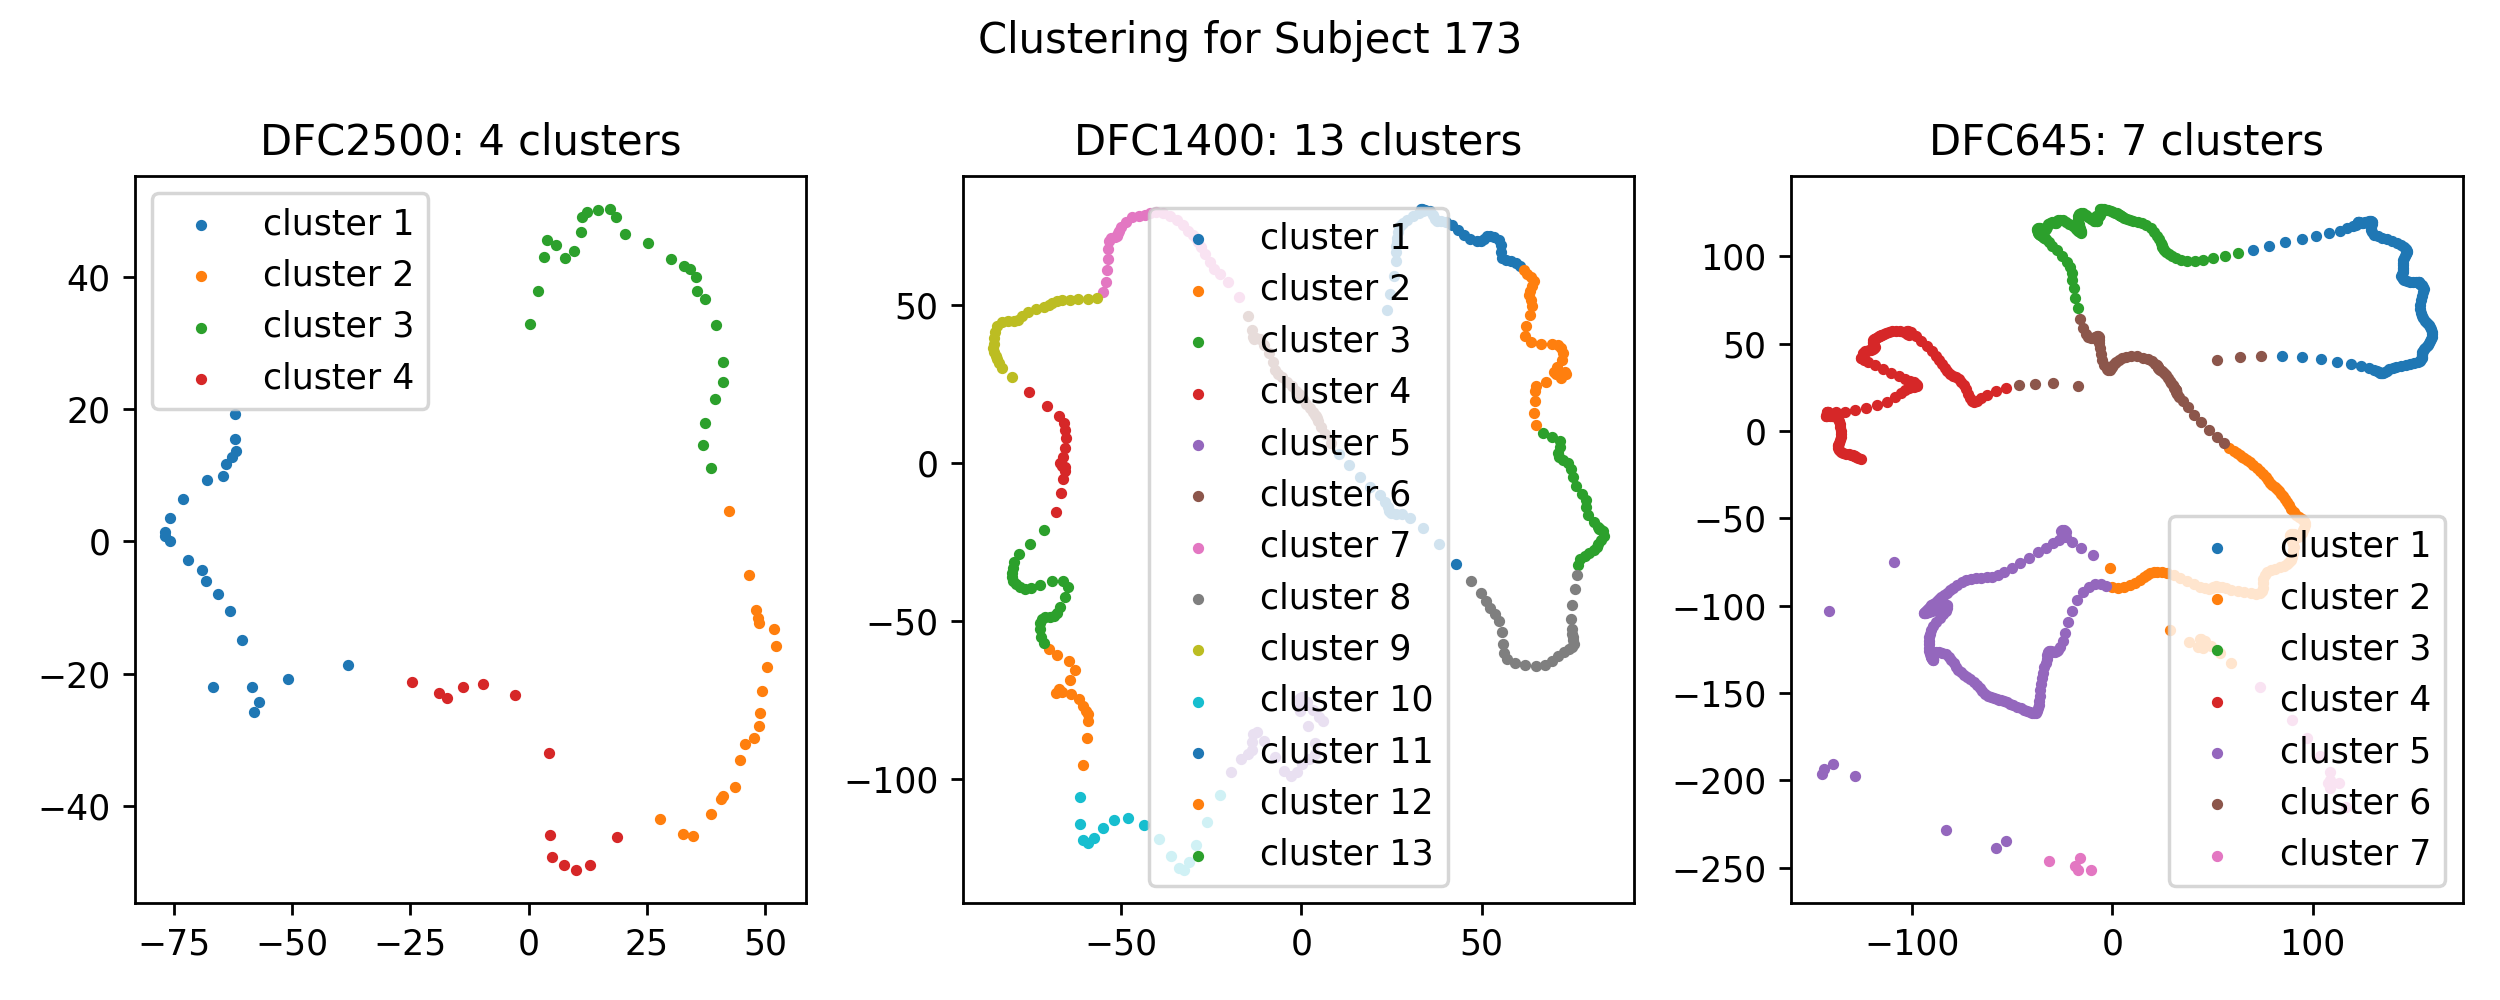 Clustering for Subject 173
DFC2500: 4 clusters
cluster 1
cluster 2
cluster 3
cluster 4
40
20
0
−20
−40
−75
−50
−25
0
25
50
DFC1400: 13 clusters
cluster 1
cluster 2
cluster 3
cluster 4
cluster 5
cluster 6
cluster 7
cluster 8
cluster 9
cluster 10
cluster 11
cluster 12
cluster 13
50
0
−50
−100
−50
0
50
DFC645: 7 clusters
100
50
0
−50
−100
−150
−200
−250
cluster 1
cluster 2
cluster 3
cluster 4
cluster 5
cluster 6
cluster 7
−100
0
100